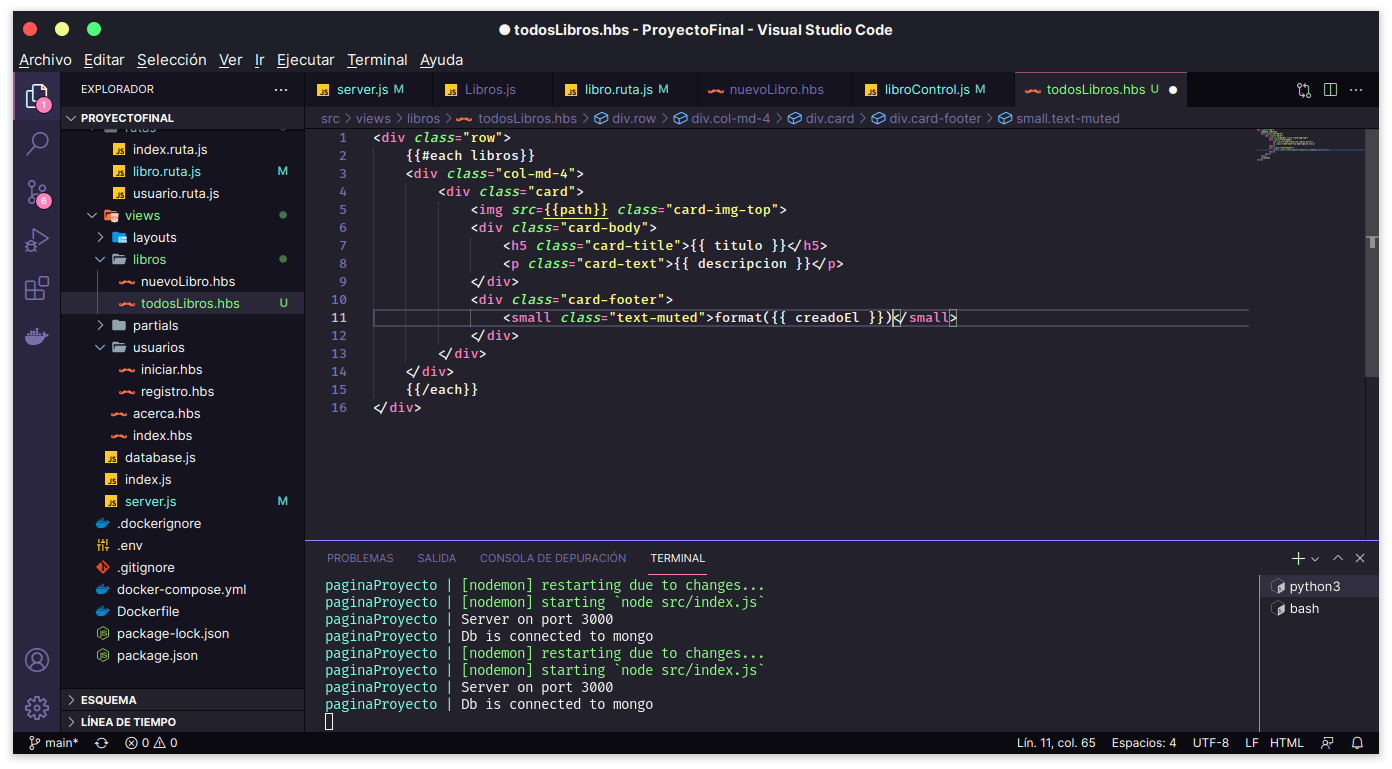 todosLibros.hbs - ProyectoFinal - Visual Studio Code
Archivo Editar Selección Ver Ir Ejecutar Terminal Ayuda
EXPLORADOR
server.js M Libros.js libro.ruta.js M nuevoLibro.hbs libroControl.js M todosLibros.hbs U
PROYECTOFINAL
rutas
index.ruta.js
libro.ruta.js M
usuario.ruta.js
views
layouts
libros
nuevoLibro.hbs
todosLibros.hbs U
partials
usuarios
iniciar.hbs
registro.hbs
acerca.hbs
index.hbs
database.js
index.js
server.js M
.dockerignore
.env
.gitignore
docker-compose.yml
Dockerfile
package-lock.json
package.json
ESQUEMA
LÍNEA DE TIEMPO
1
6
src > views > libros > todosLibros.hbs > div.row > div.col-md-4 > div.card > div.card-footer > small.text-muted
1 <div class="row">
2 {{#each libros}}
3 <div class="col-md-4">
4 <div class="card">
5 <img src={{path}} class="card-img-top">
6 <div class="card-body">
7 <h5 class="card-title">{{ titulo }}</h5>
8 <p class="card-text">{{ descripcion }}</p>
9 </div>
10 <div class="card-footer">
11 <small class="text-muted">format({{ creadoEl }})</small>
12 </div>
13 </div>
14 </div>
15 {{/each}}
16 </div>
PROBLEMAS SALIDA CONSOLA DE DEPURACIÓN TERMINAL
paginaProyecto | [nodemon] restarting due to changes...
paginaProyecto | [nodemon] starting `node src/index.js`
paginaProyecto | Server on port 3000
paginaProyecto | Db is connected to mongo
paginaProyecto | [nodemon] restarting due to changes...
paginaProyecto | [nodemon] starting `node src/index.js`
paginaProyecto | Server on port 3000
paginaProyecto | Db is connected to mongo
python3
bash
main* 0 0 Lín. 11, col. 65 Espacios: 4 UTF-8 LF HTML